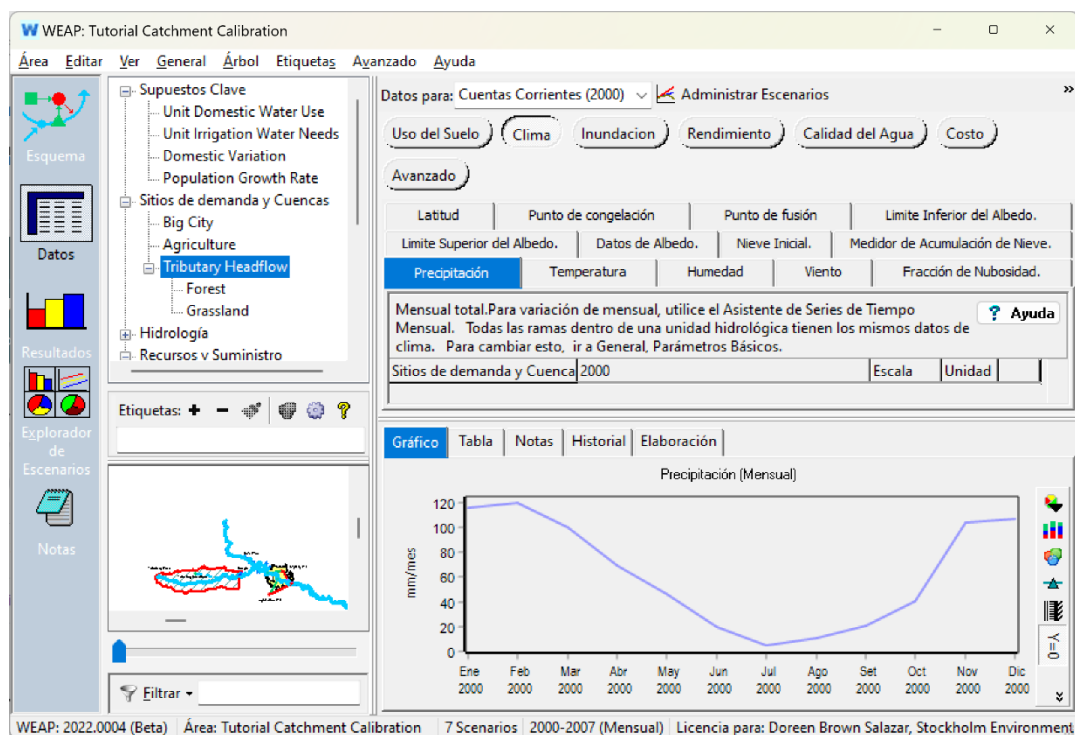 WEAP: Tutorial Catchment Calibration
Área Editar Ver General Árbol Etiquetas Avanzado Ayuda
Esquema
Datos
Resultados
Explorador
de
Escenarios
Notas
Supuestos Clave
Unit Domestic Water Use
Unit Irrigation Water Needs
Domestic Variation
Population Growth Rate
Sitios de demanda y Cuencas
Big City
Agriculture
Tributary Headflow
Forest
Grassland
Hidrología
Recursos y Suministro
Etiquetas:
Filtrar
Datos para: Cuentas Corrientes (2000) Administrar Escenarios
Uso del Suelo Clima Inundacion Rendimiento Calidad del Agua Costo
Avanzado
Latitud Punto de congelación Punto de fusión Limite Inferior del Albedo.
Limite Superior del Albedo. Datos de Albedo. Nieve Inicial. Medidor de Acumulación de Nieve.
Precipitación Temperatura Humedad Viento Fracción de Nubosidad.
Mensual total.Para variación de mensual, utilice el Asistente de Series de Tiempo
Mensual. Todas las ramas dentro de una unidad hidrológica tienen los mismos datos de
clima. Para cambiar esto, ir a General, Parámetros Básicos.
? Ayuda
Sitios de demanda y Cuenca 2000 Escala Unidad
Gráfico Tabla Notas Historial Elaboración
Precipitación (Mensual)
mm/mes
120
100
80
60
40
20
0
Ene Feb Mar Abr May Jun Jul Ago Set Oct Nov Dic
2000 2000 2000 2000 2000 2000 2000 2000 2000 2000 2000 2000
Y=0
WEAP: 2022.0004 (Beta) Área: Tutorial Catchment Calibration 7 Scenarios 2000-2007 (Mensual) Licencia para: Doreen Brown Salazar, Stockholm Environment